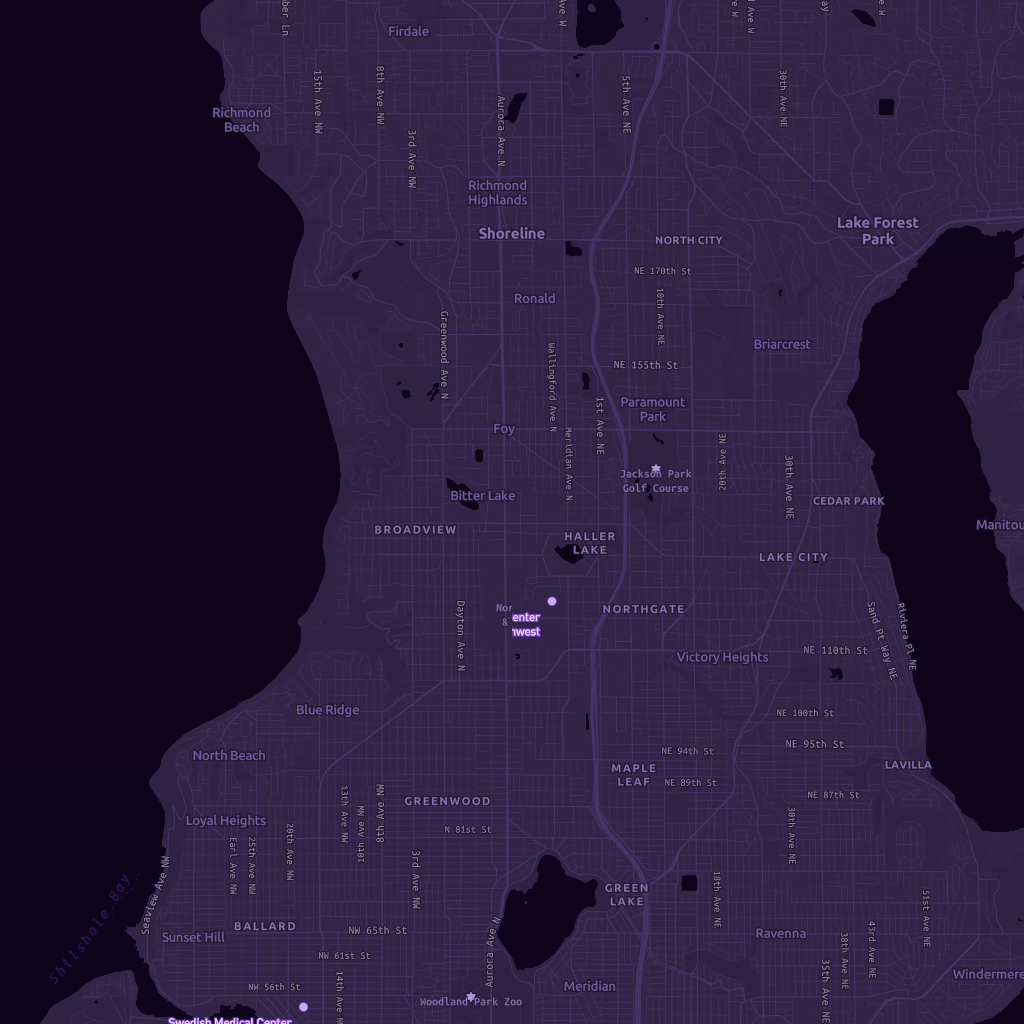 Firdale
15th Ave NW
8th Ave NW
Aurora Ave N
5th Ave NE
30th Ave NE
Richmond
Beach
3rd Ave NW
Richmond
Highlands
Shoreline
NORTH CITY
Lake Forest
Park
NE 170th St
Ronald
10th Ave NE
Greenwood Ave N
Wallingford Ave N
Briarcrest
NE 155th St
Paramount
Park
1st Ave NE
Foy
Meridian Ave N
20th Ave NE
30th Ave NE
Jackson Park
Golf Course
Bitter Lake
CEDAR PARK
BROADVIEW
HALLER
LAKE
Manitou
LAKE CITY
Dayton Ave N
Nor
&
enter
nwest
NORTHGATE
Sand Pt Way NE
Riviera Pl NE
NE 110th St
Victory Heights
Blue Ridge
NE 100th St
NE 95th St
NE 94th St
North Beach
LAVILLA
MAPLE
LEAF
NE 89th St
NE 87th St
GREENWOOD
13th Ave NW
10th Ave NW
8th Ave NW
Loyal Heights
N 81st St
20th Ave NW
25th Ave NW
Earl Ave NW
3rd Ave NW
30th Ave NE
Seaview Ave NW
Shilshole Bay
GREEN
LAKE
18th Ave NE
51st Ave NE
BALLARD
NW 65th St
Sunset Hill
Aurora Ave N
Ravenna
43rd Ave NE
38th Ave NE
35th Ave NE
NW 61st St
Windermere
NW 56th St
14th Ave NW
Meridian
Woodland Park Zoo
Swedish Medical Center